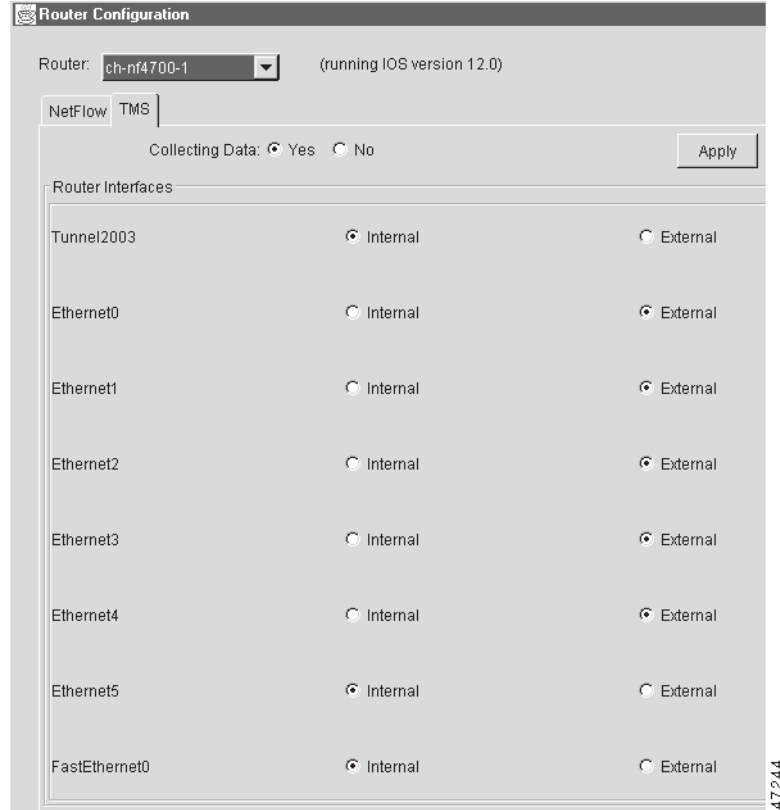 Router Configuration
Router: ch-nf4700-1 (running IOS version 12.0)
NetFlow TMS
Collecting Data: Yes No Apply
Router Interfaces
Tunnel2003 Internal External
Ethernet0 Internal External
Ethernet1 Internal External
Ethernet2 Internal External
Ethernet3 Internal External
Ethernet4 Internal External
Ethernet5 Internal External
FastEthernet0 Internal External
47244